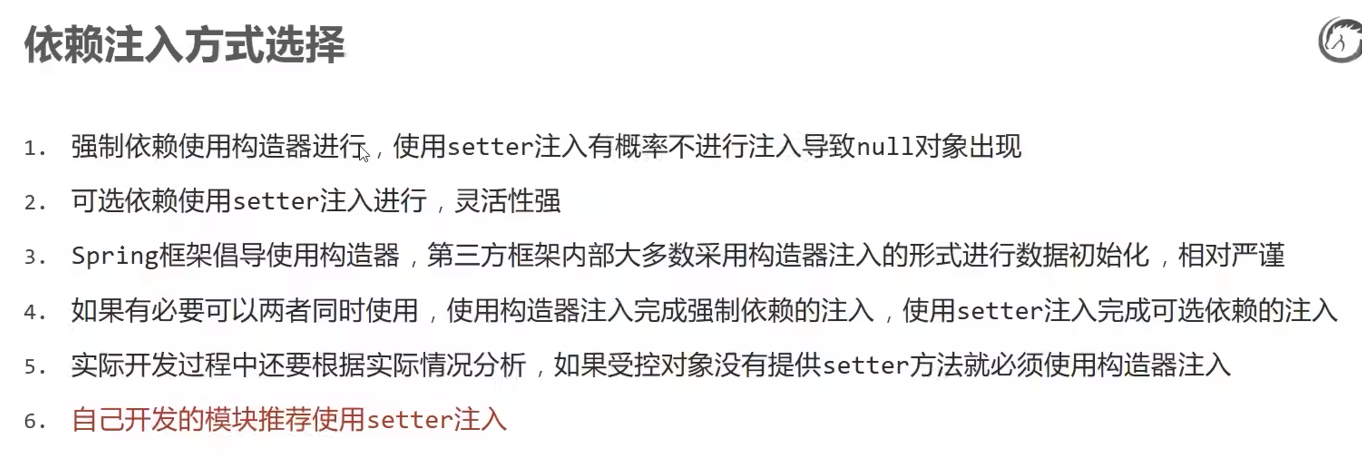 依赖注入方式选择
1. 强制依赖使用构造器进行，使用setter注入有概率不进行注入导致null对象出现
2. 可选依赖使用setter注入进行，灵活性强
3. Spring框架倡导使用构造器，第三方框架内部大多数采用构造器注入的形式进行数据初始化，相对严谨
4. 如果有必要可以两者同时使用，使用构造器注入完成强制依赖的注入，使用setter注入完成可选依赖的注入
5. 实际开发过程中还要根据实际情况分析，如果受控对象没有提供setter方法就必须使用构造器注入
6. 自己开发的模块推荐使用setter注入